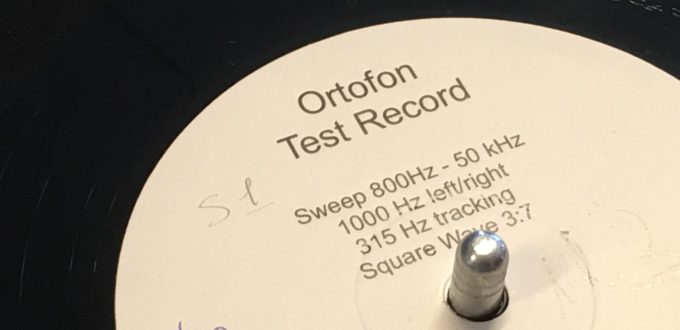 Ortofon
Test Record
S1
Sweep 800Hz - 50 kHz
1000 Hz left/right
315 Hz tracking
Square Wave 3:7